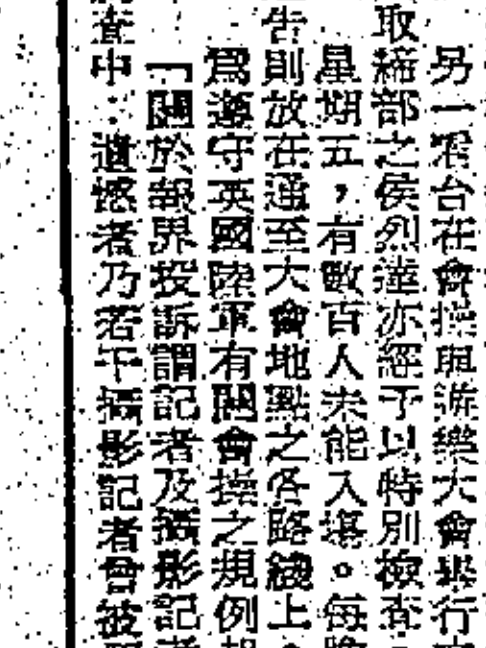 另一看台在會操與遊樂大會舉行
取締部之侯烈達亦經予以特別檢查
星期五，有數百人未能入場。每晚
告則放在通至大會地點之各路綫上。
爲遵守英國陸軍有關會操之規例
「關於報界投訴謂記者及攝影記者
查中：遺憾者乃若干攝影記者曾被